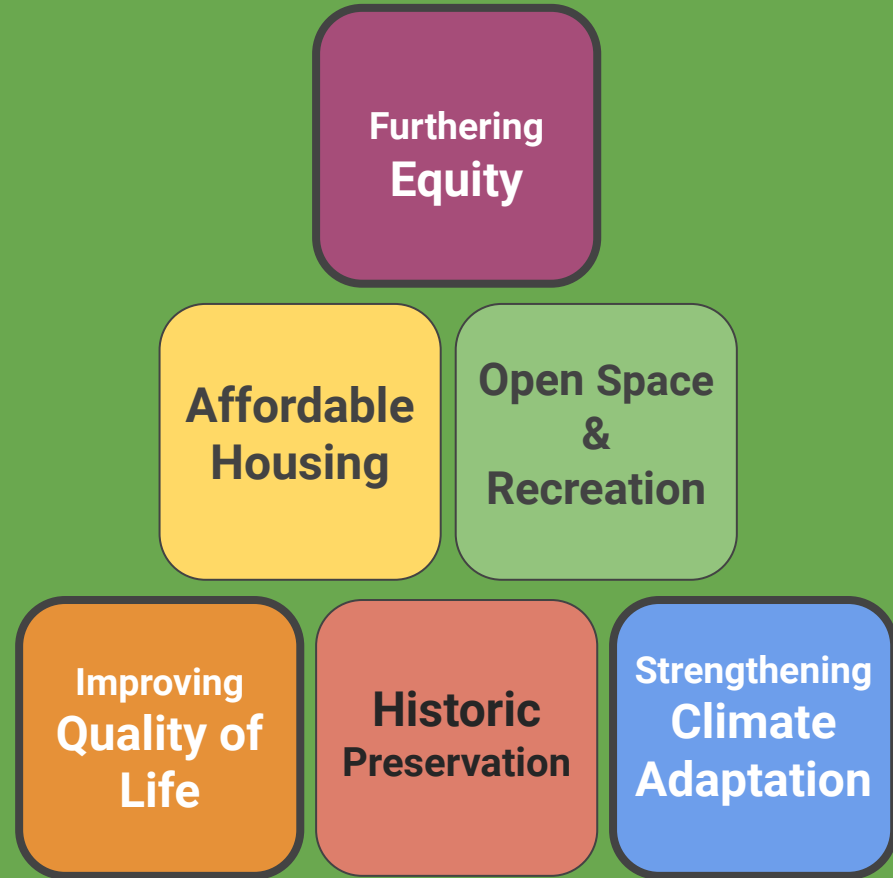 Furthering
Equity
Affordable
Housing
Open Space
&
Recreation
Improving
Quality of
Life
Historic
Preservation
Strengthening
Climate
Adaptation